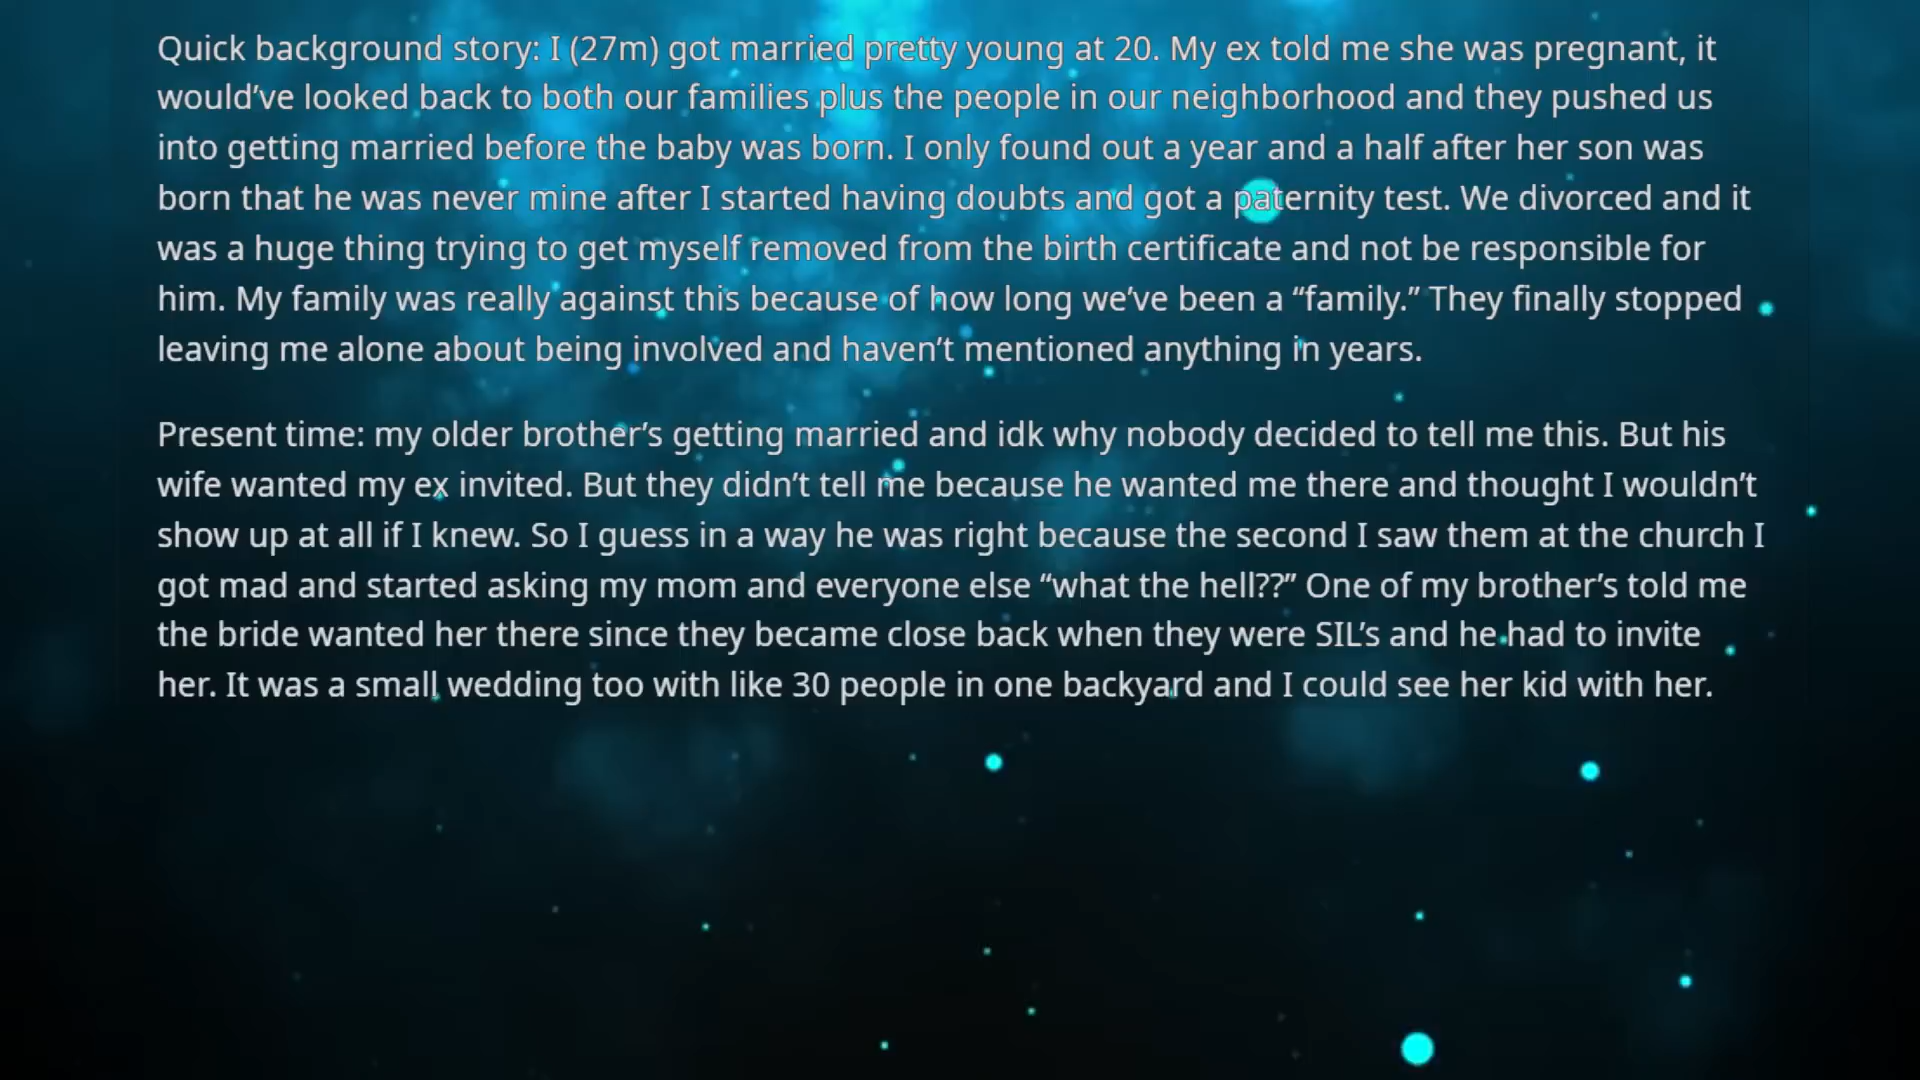 Quick background story: I (27m) got married pretty young at 20. My ex told me she was pregnant, it
would’ve looked back to both our families plus the people in our neighborhood and they pushed us
into getting married before the baby was born. I only found out a year and a half after her son was
born that he was never mine after I started having doubts and got a paternity test. We divorced and it
was a huge thing trying to get myself removed from the birth certificate and not be responsible for
him. My family was really against this because of how long we’ve been a “family.” They finally stopped
leaving me alone about being involved and haven’t mentioned anything in years.
Present time: my older brother’s getting married and idk why nobody decided to tell me this. But his
wife wanted my ex invited. But they didn’t tell me because he wanted me there and thought I wouldn’t
show up at all if I knew. So I guess in a way he was right because the second I saw them at the church I
got mad and started asking my mom and everyone else “what the hell??” One of my brother’s told me
the bride wanted her there since they became close back when they were SIL’s and he had to invite
her. It was a small wedding too with like 30 people in one backyard and I could see her kid with her.